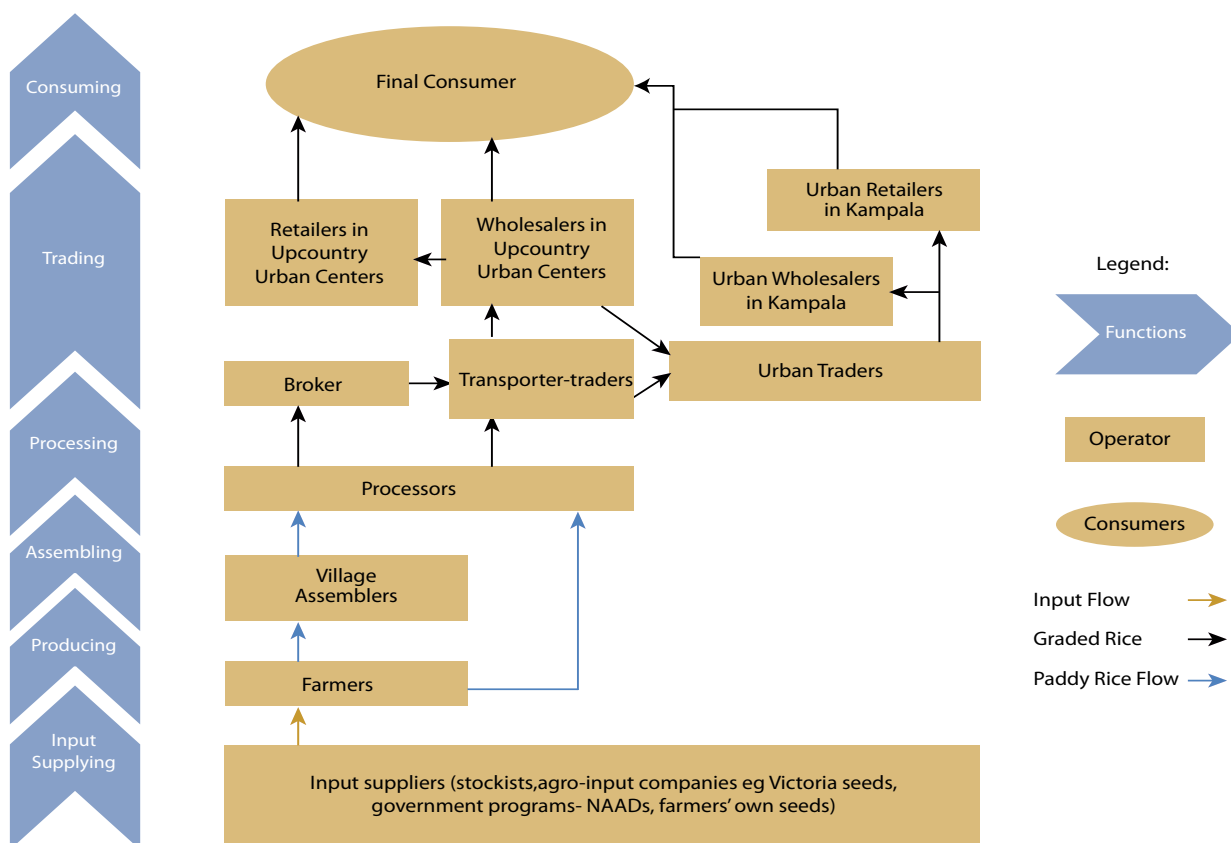 Consuming
Trading
Processing
Assembling
Producing
Input
Supplying
Final Consumer
Urban Retailers
in Kampala
Retailers in
Upcountry
Urban Centers
Wholesalers in
Upcountry
Urban Centers
Urban Wholesalers
in Kampala
Broker
Transporter-traders
Urban Traders
Processors
Village
Assemblers
Farmers
Input suppliers (stockists,agro-input companies eg Victoria seeds,
government programs- NAADs, farmers’ own seeds)
Legend:
Functions
Operator
Consumers
Input Flow
Graded Rice
Paddy Rice Flow